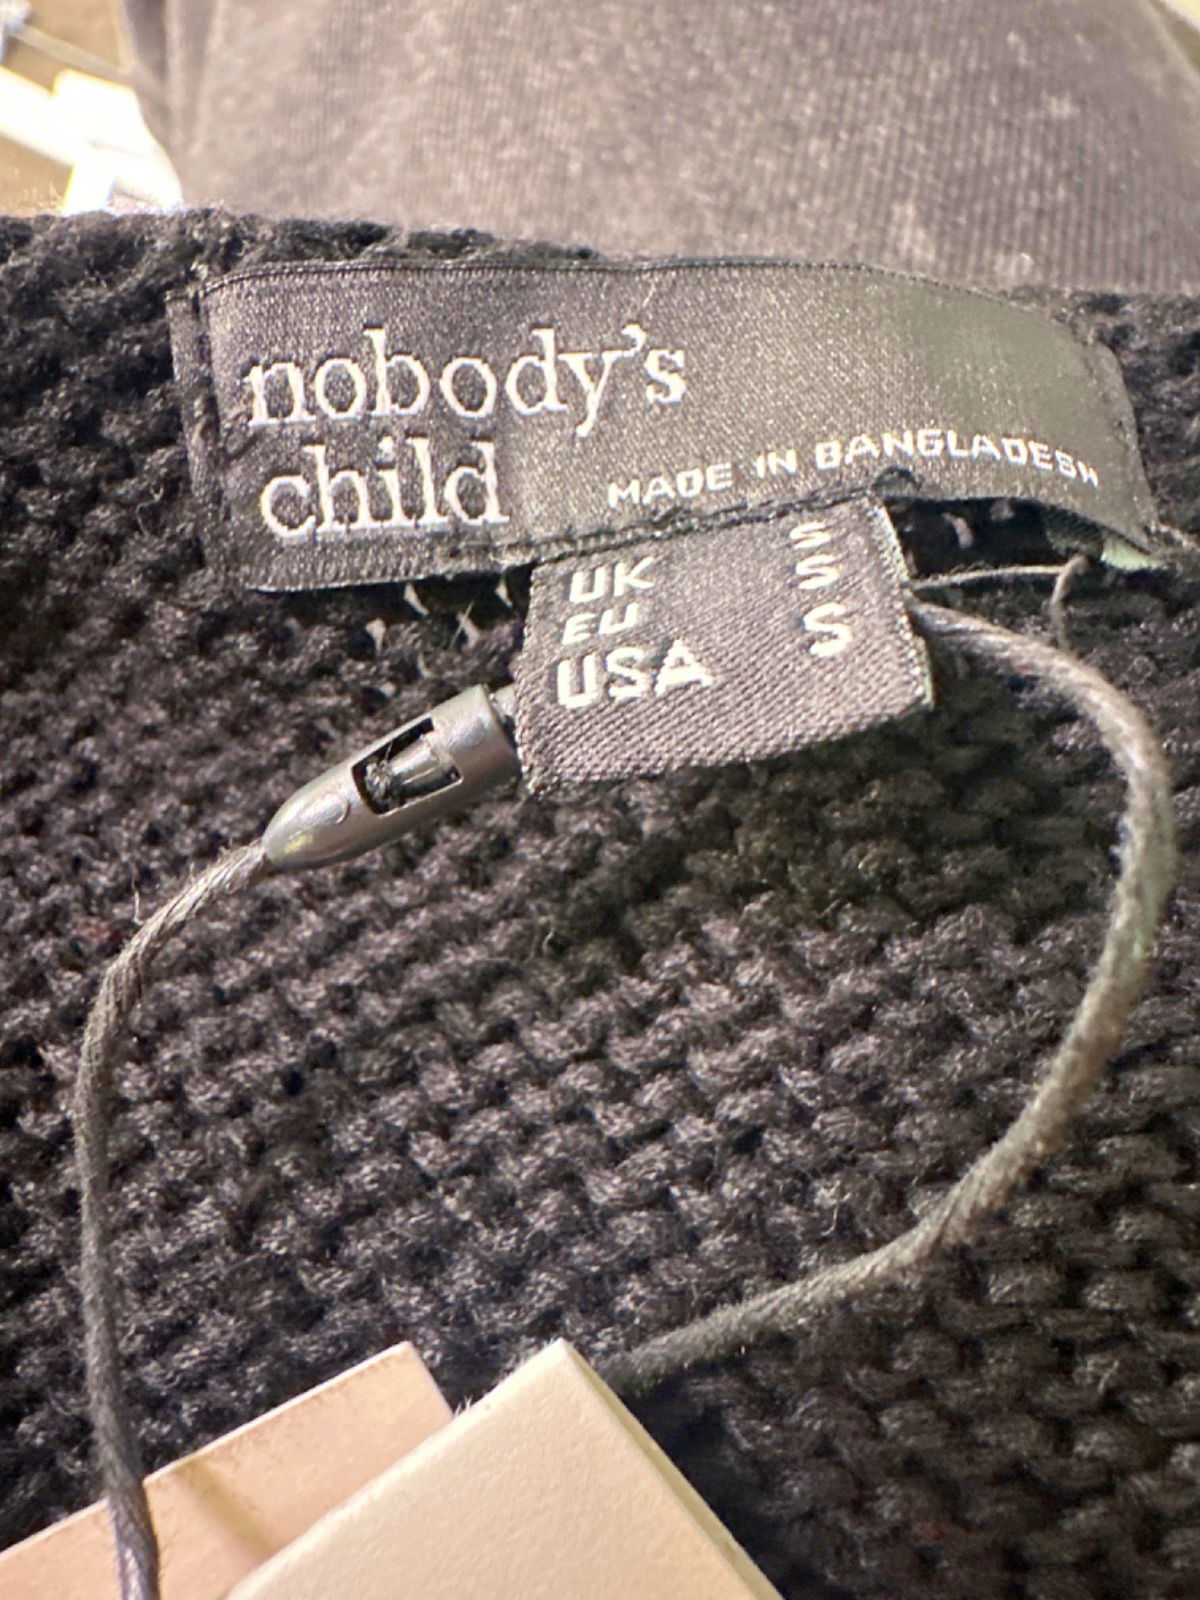 nobody's
child
MADE IN BANGLADESH
UK S
EU S
USA S